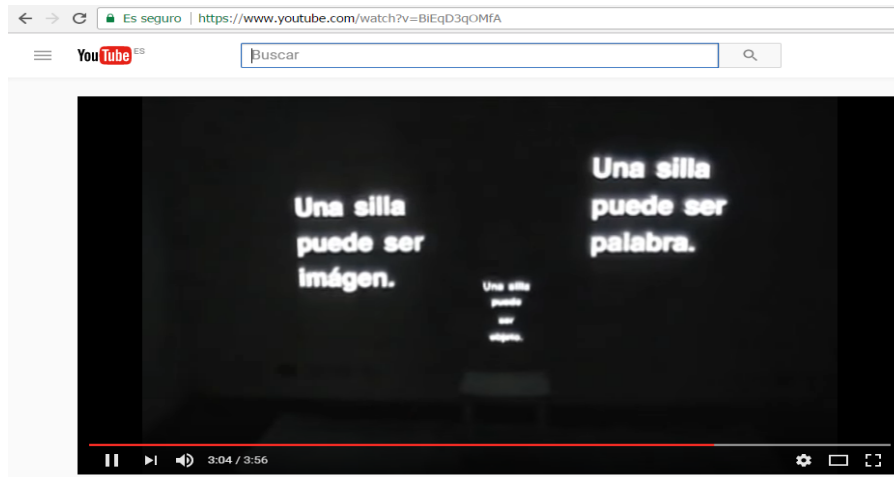 Es seguro | https://www.youtube.com/watch?v=BiEqD3qOMfA
YouTube ES
Buscar
Una silla
puede ser
imágen.
Una silla
puede
ser
objeto.
Una silla
puede ser
palabra.
3:04 / 3:56